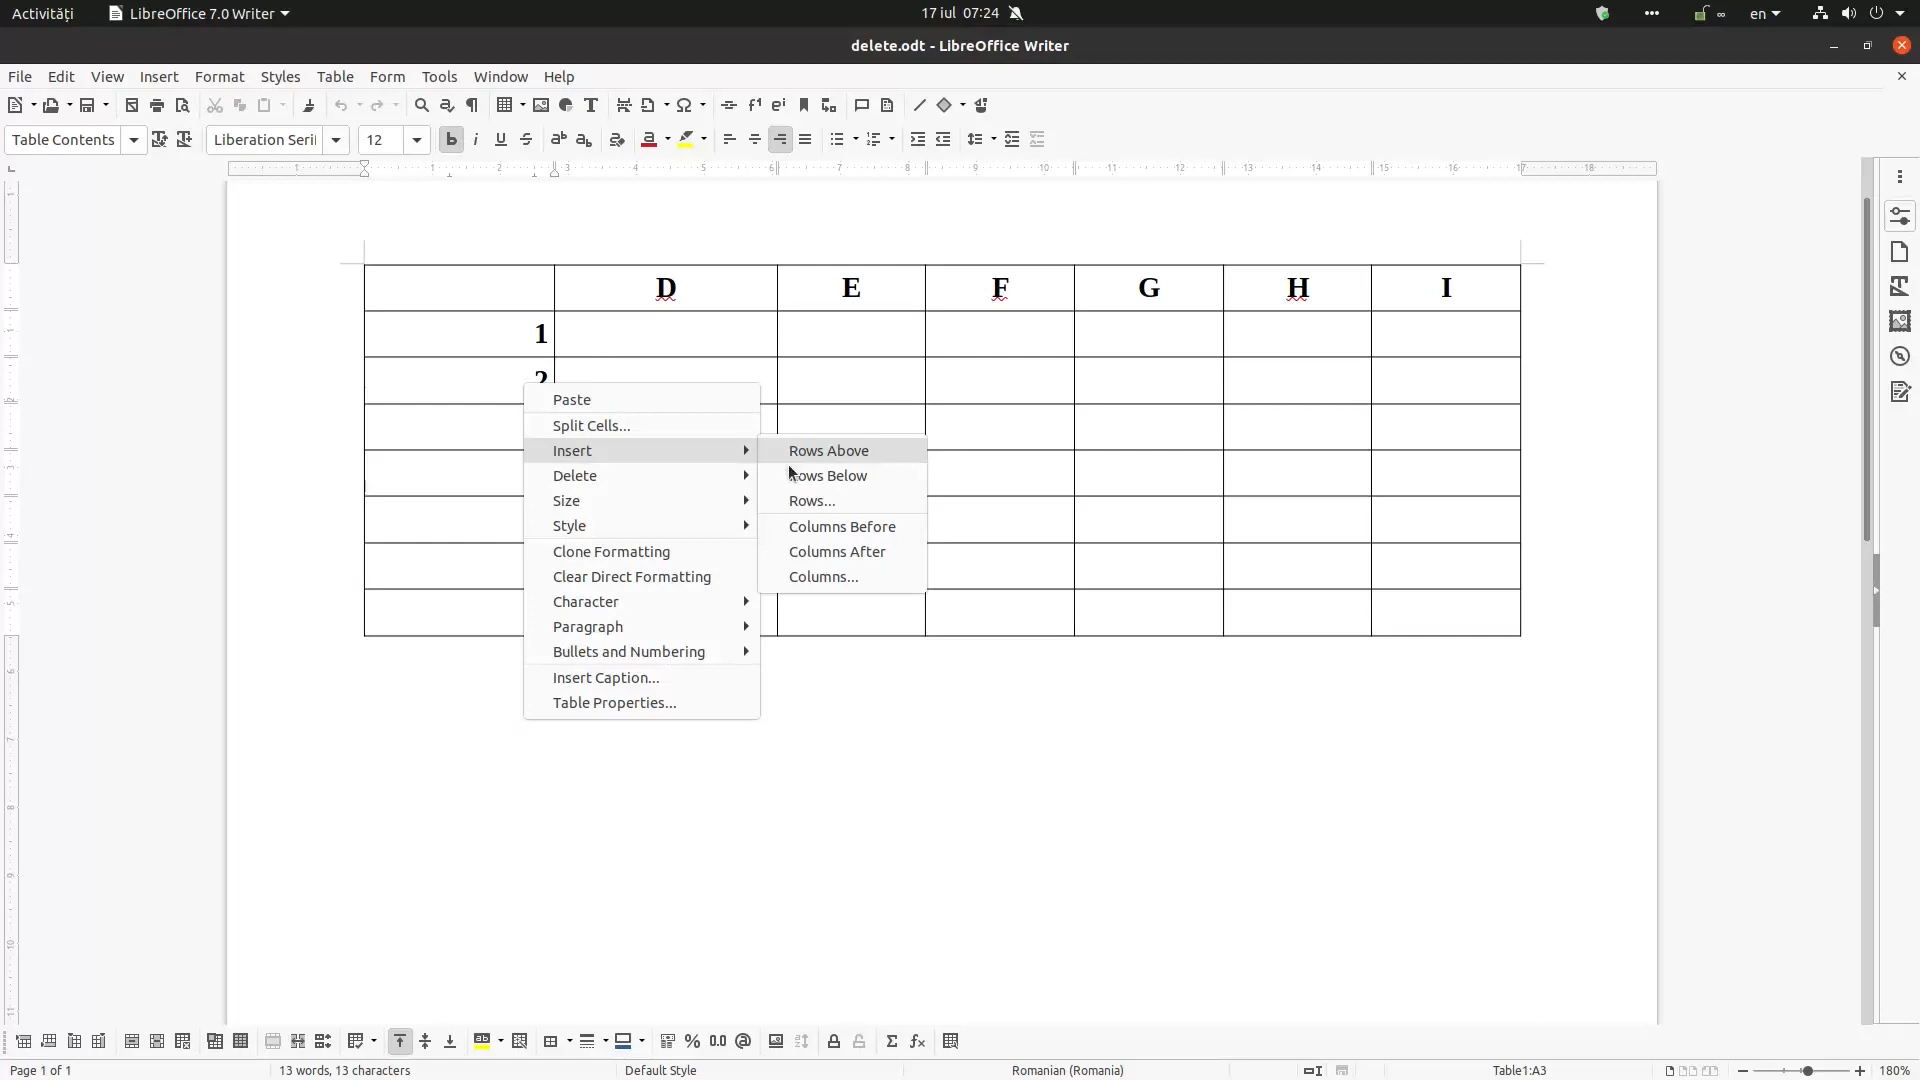 Activități
LibreOffice 7.0 Writer
17 iul 07:24
en
delete.odt - LibreOffice Writer
File Edit View Insert Format Styles Table Form Tools Window Help
Table Contents
Liberation Seri
12
D E F G H I
1
2
Paste
Split Cells...
Insert
Delete
Size
Style
Clone Formatting
Clear Direct Formatting
Character
Paragraph
Bullets and Numbering
Insert Caption...
Table Properties...
Rows Above
Rows Below
Rows...
Columns Before
Columns After
Columns...
Page 1 of 1
13 words, 13 characters
Default Style
Romanian (Romania)
Table1:A3
180%